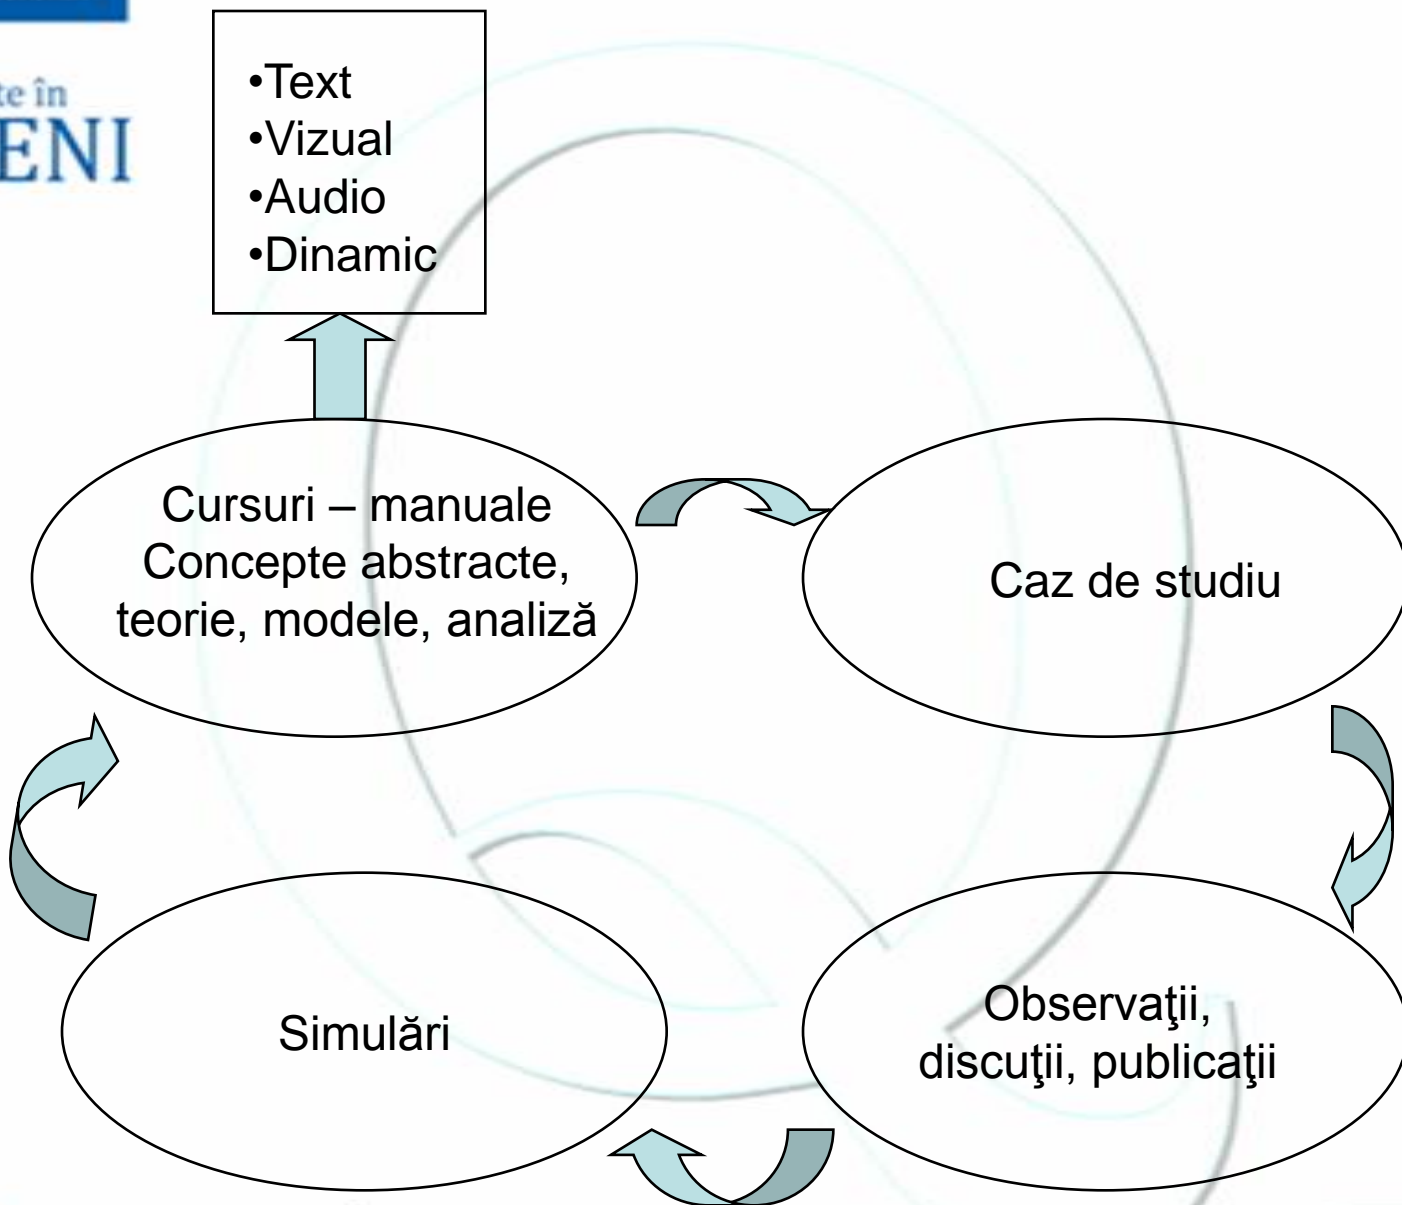 te în
ENI
•Text
•Vizual
•Audio
•Dinamic
Cursuri – manuale
Concepte abstracte,
teorie, modele, analiză
Caz de studiu
Simulări
Observaţii,
discuţii, publicaţii